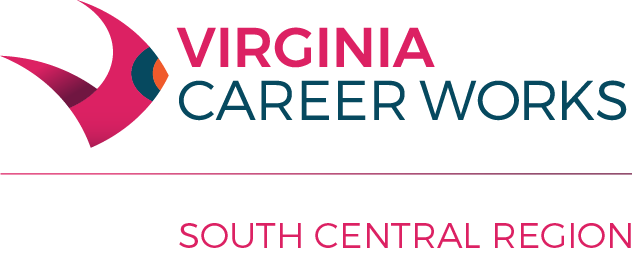 VIRGINIA
CAREER WORKS
SOUTH CENTRAL REGION